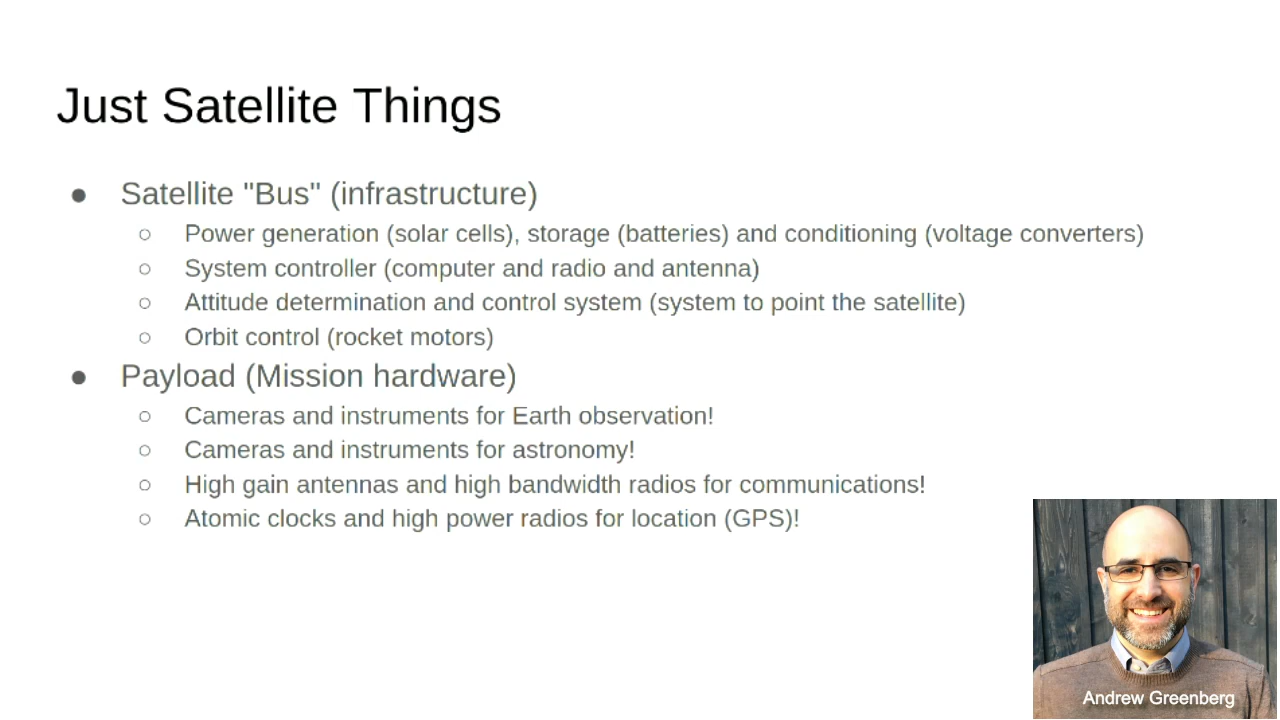 Just Satellite Things
● Satellite "Bus" (infrastructure)
○ Power generation (solar cells), storage (batteries) and conditioning (voltage converters)
○ System controller (computer and radio and antenna)
○ Attitude determination and control system (system to point the satellite)
○ Orbit control (rocket motors)
● Payload (Mission hardware)
○ Cameras and instruments for Earth observation!
○ Cameras and instruments for astronomy!
○ High gain antennas and high bandwidth radios for communications!
○ Atomic clocks and high power radios for location (GPS)!
Andrew Greenberg